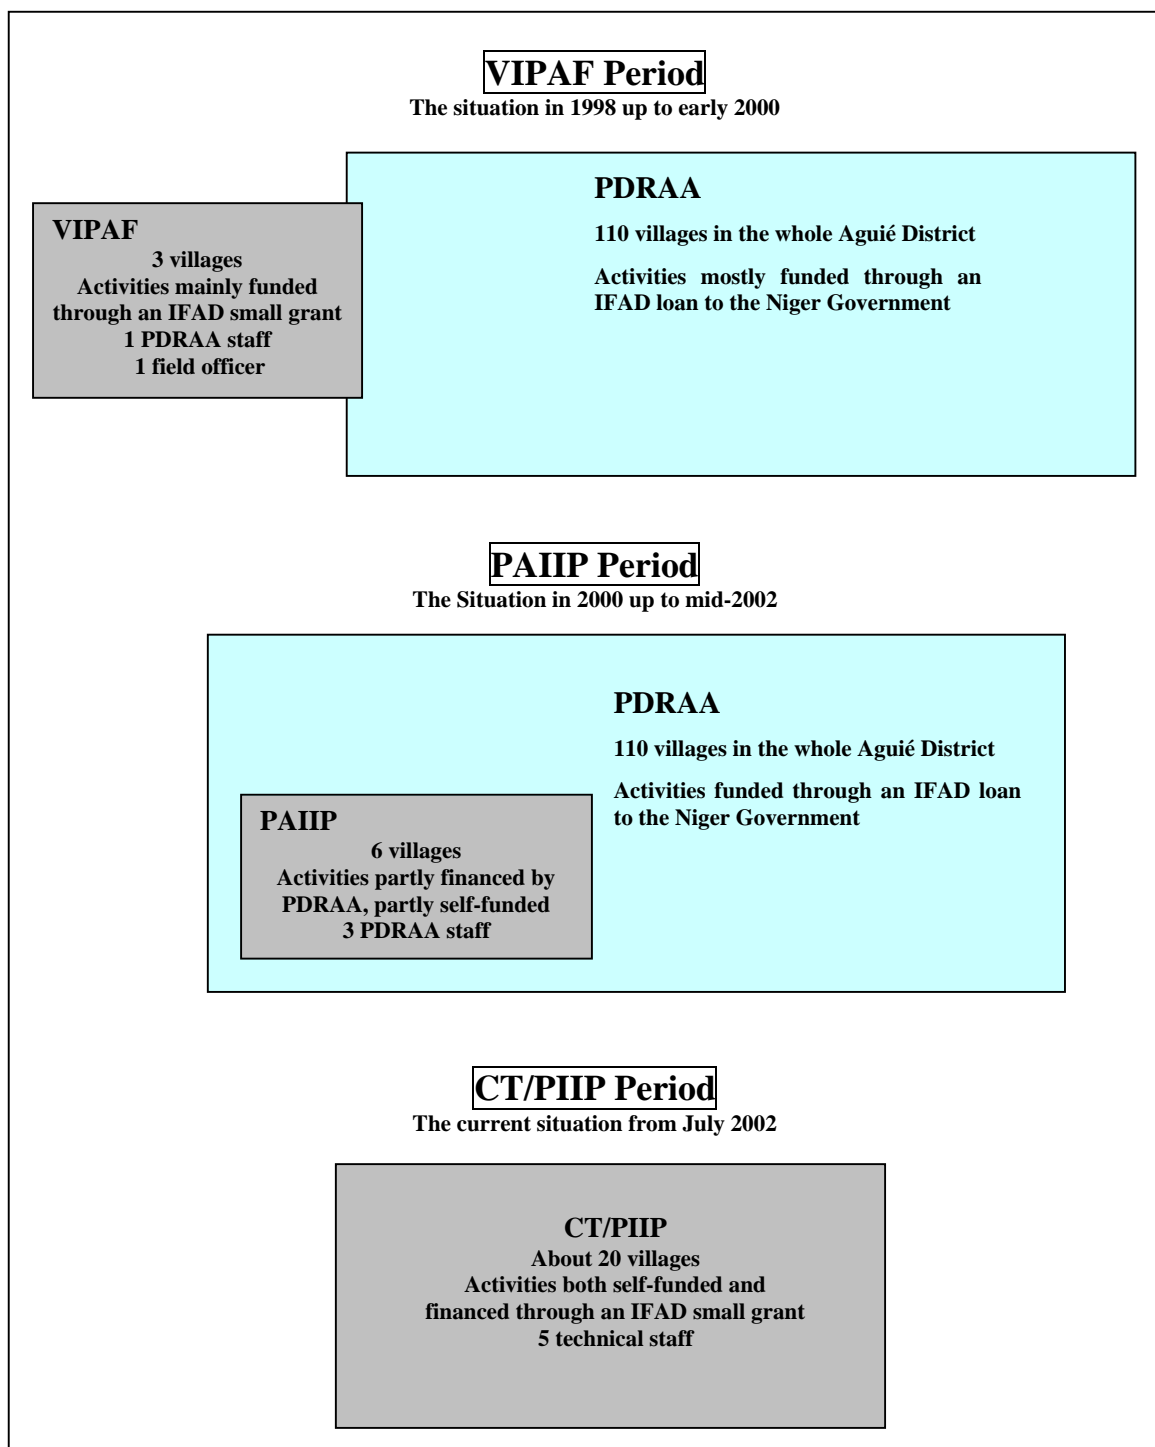 VIPAF Period
The situation in 1998 up to early 2000
PDRAA
110 villages in the whole Aguié District
Activities mostly funded through an
IFAD loan to the Niger Government
VIPAF
3 villages
Activities mainly funded
through an IFAD small grant
1 PDRAA staff
1 field officer
PAIIP Period
The Situation in 2000 up to mid-2002
PDRAA
110 villages in the whole Aguié District
Activities funded through an IFAD loan
to the Niger Government
PAIIP
6 villages
Activities partly financed by
PDRAA, partly self-funded
3 PDRAA staff
CT/PIIP Period
The current situation from July 2002
CT/PIIP
About 20 villages
Activities both self-funded and
financed through an IFAD small grant
5 technical staff